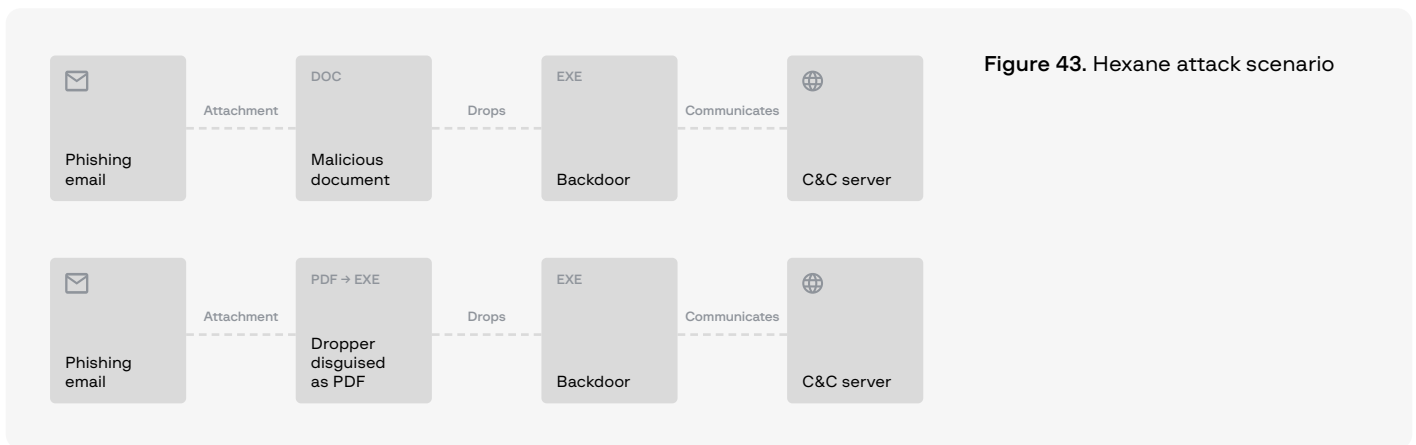 Figure 43. Hexane attack scenario
Phishing
email
Attachment
DOC
Malicious
document
Drops
EXE
Backdoor
Communicates
C&C server
Phishing
email
Attachment
PDF → EXE
Dropper
disguised
as PDF
Drops
EXE
Backdoor
Communicates
C&C server